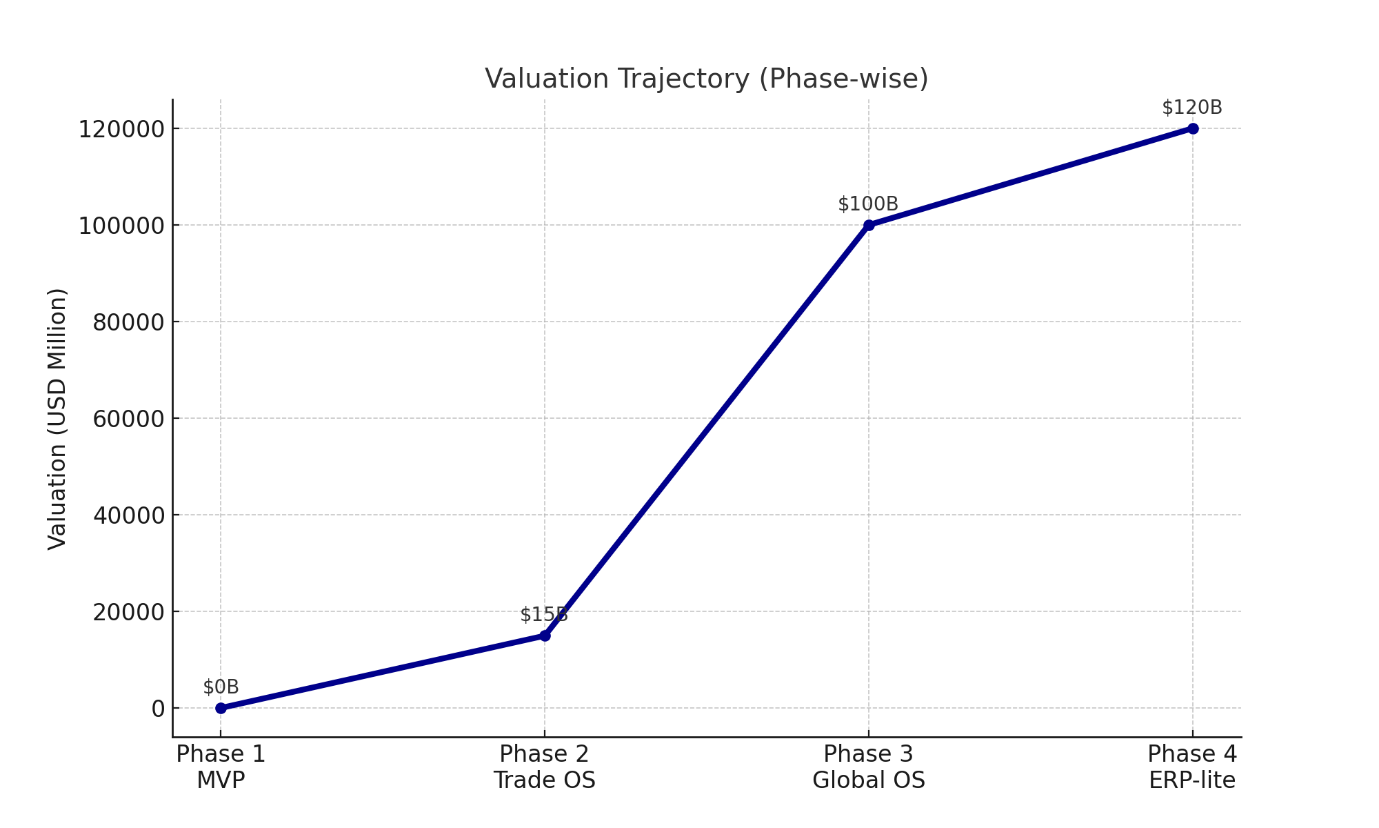 Valuation Trajectory (Phase-wise)
Valuation (USD Million)
120000
100000
80000
60000
40000
20000
0
$0B
$15B
$100B
$120B
Phase 1
MVP
Phase 2
Trade OS
Phase 3
Global OS
Phase 4
ERP-lite